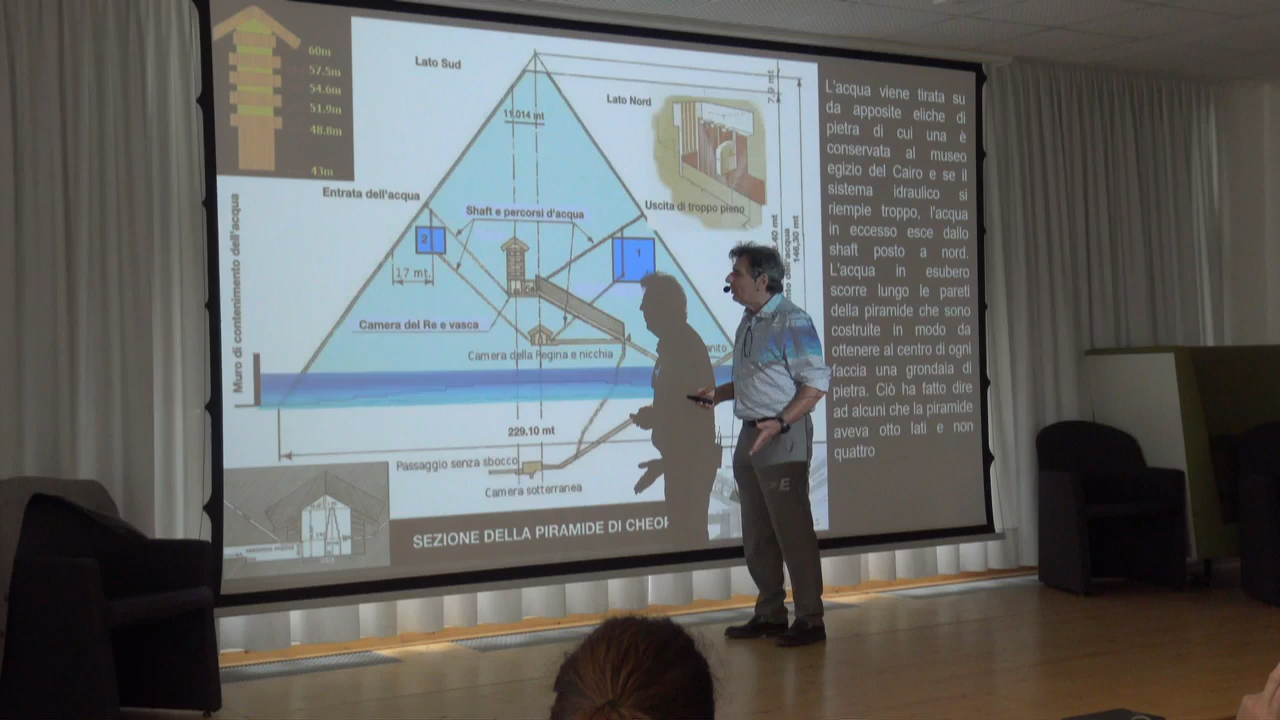 60m
57.5m
54.6m
51.9m
48.8m
43m
Lato Sud
11.014 mt
Lato Nord
Entrata dell'acqua
Shaft e percorsi d'acqua
Uscita di troppo pieno
2
1
17 mt.
146,30 mt
Muro di contenimento dell'acqua
Camera del Re e vasca
Camera della Regina e nicchia
229.10 mt
Passaggio senza sbocco
Camera sotterranea
SEZIONE DELLA PIRAMIDE DI CHEO
L'acqua viene tirata su
da apposite eliche di
pietra di cui una è
conservata al museo
egizio del Cairo e se il
sistema idraulico si
riempie troppo, l'acqua
in eccesso esce dallo
shaft posto a nord.
L'acqua in esubero
scorre lungo le pareti
della piramide che sono
costruite in modo da
ottenere al centro di ogni
faccia una grondaia di
pietra. Ciò ha fatto dire
ad alcuni che la piramide
aveva otto lati e non
quattro